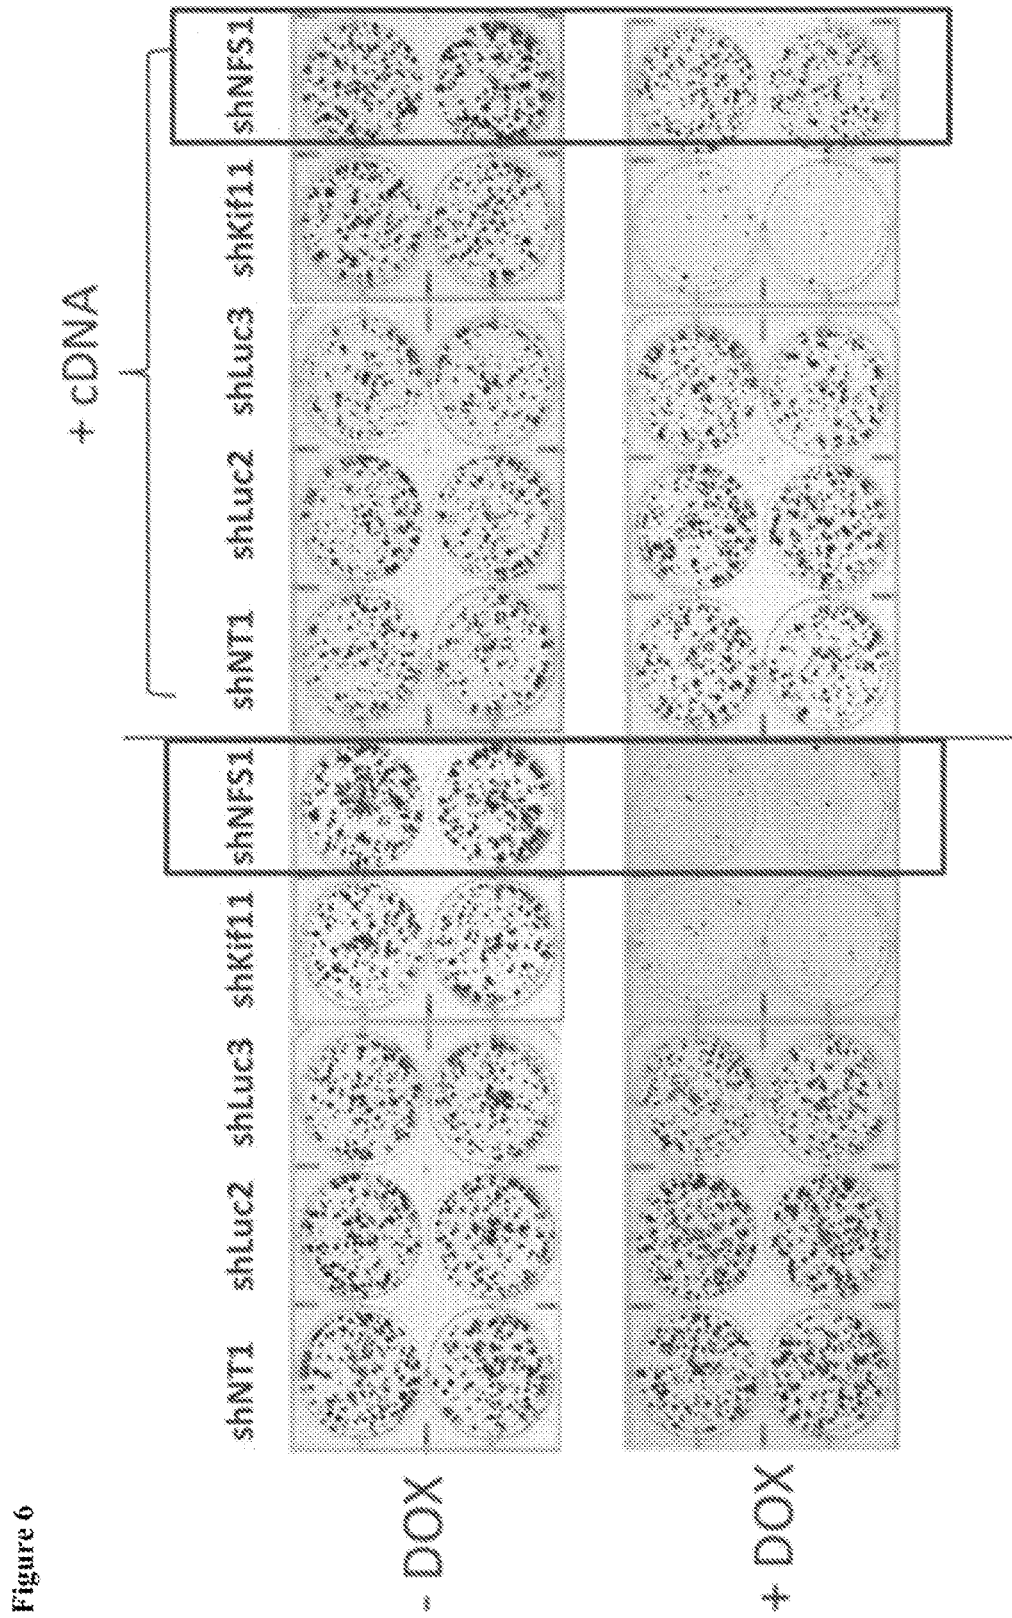 Figure 6
+ cDNA
shNT1 shLuc2 shLuc3 shKif11 shNFS1 shNT1 shLuc2 shLuc3 shKif11 shNFS1
- DOX
+ DOX